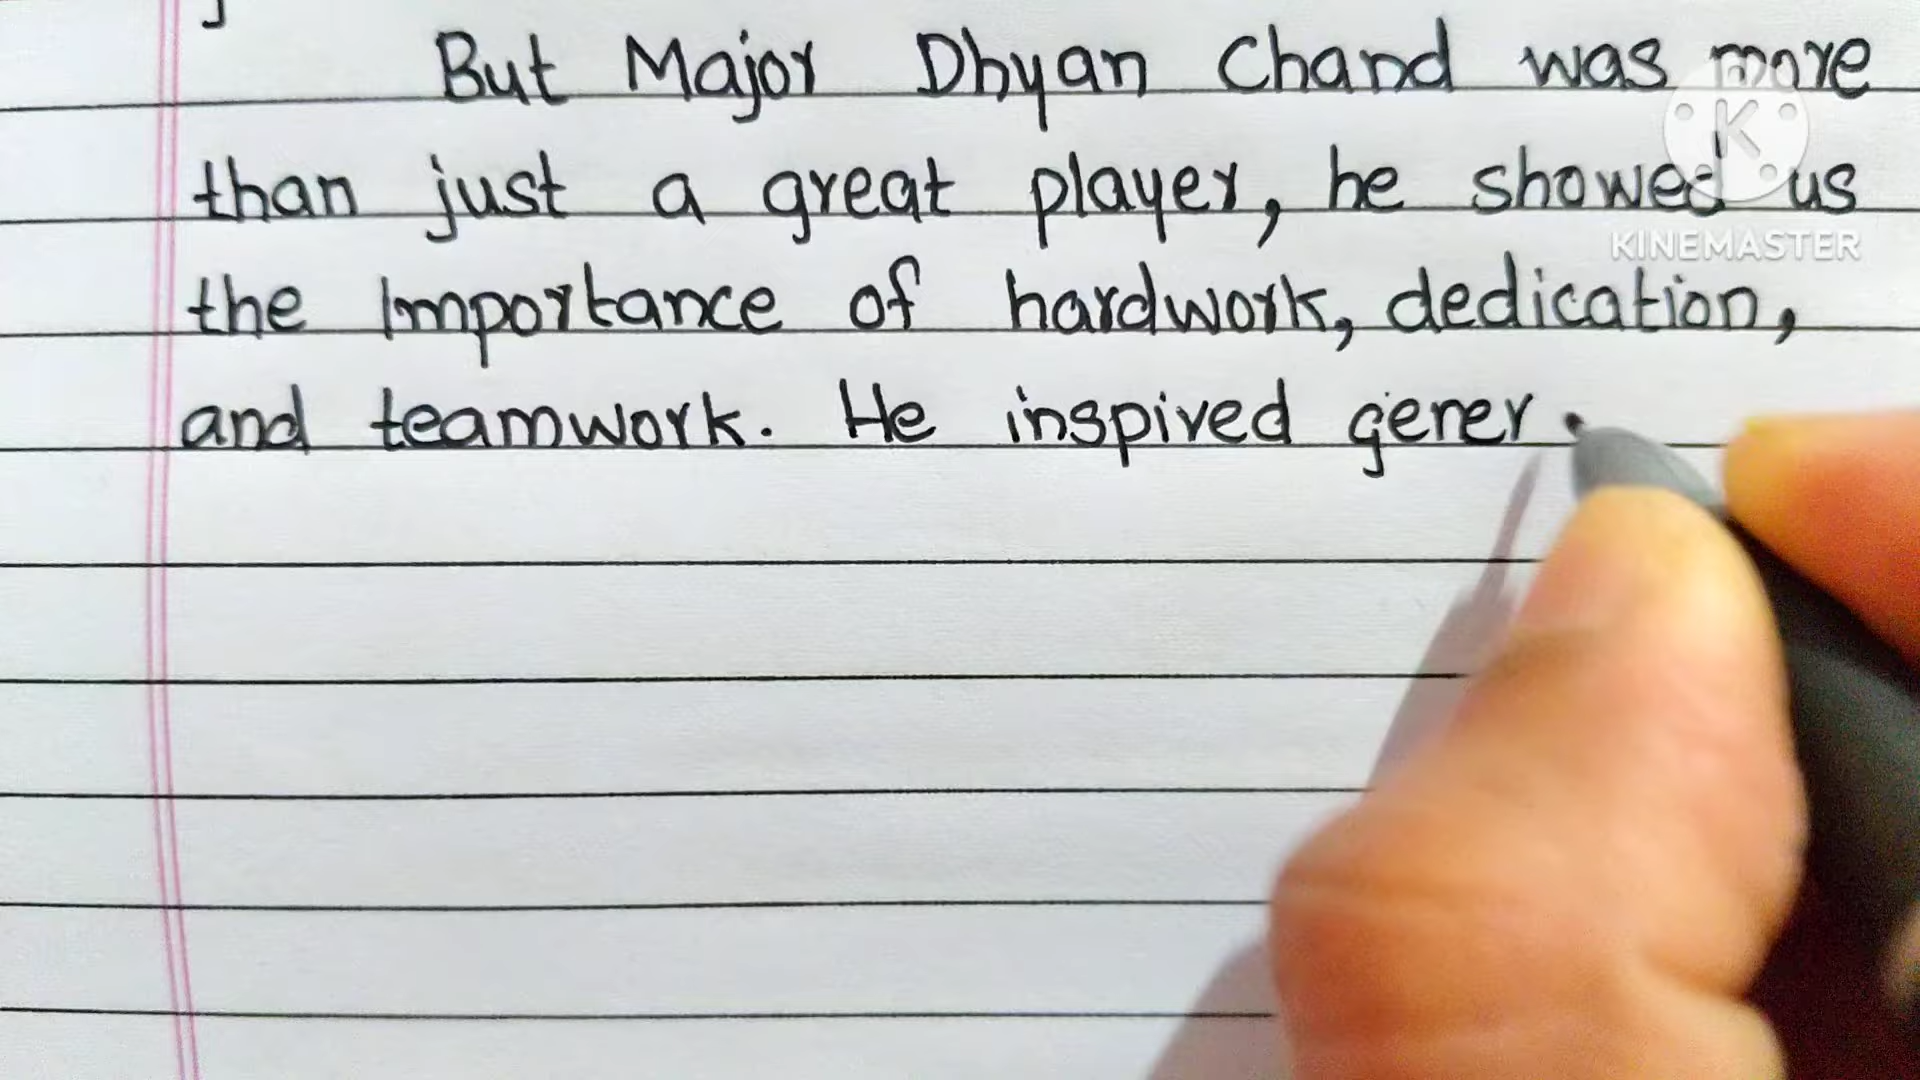 But Major Dhyan Chand was more
than just a great player, he showed us
the Importance of hardwork, dedication,
and teamwork. He inspired gener
K
KINEMASTER